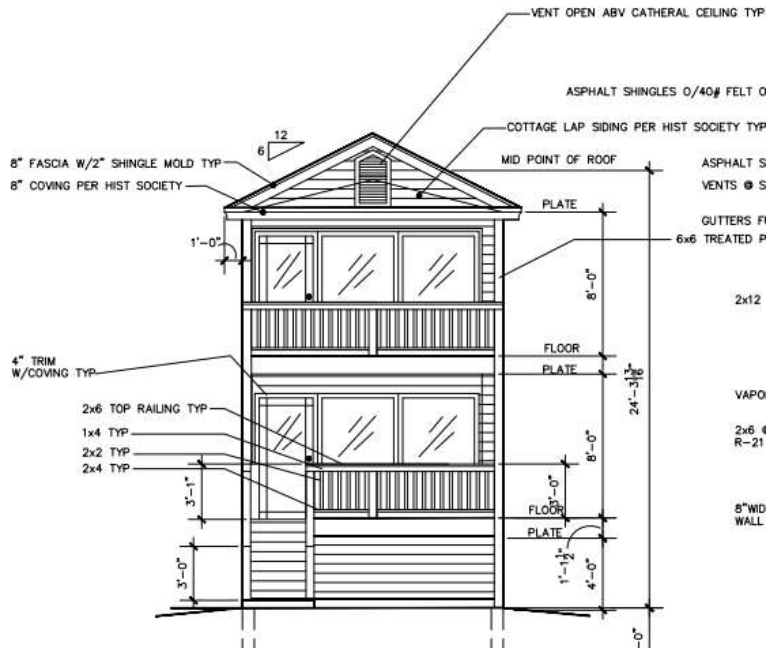 VENT OPEN ABV CATHERAL CEILING TYP
ASPHALT SHINGLES O/40# FELT O
12
6
COTTAGE LAP SIDING PER HIST SOCIETY TYP
8" FASCIA W/2" SHINGLE MOLD TYP
MID POINT OF ROOF
ASPHALT S
8" COVING PER HIST SOCIETY
VENTS @ S
PLATE
GUTTERS FU
1'-0"
6x6 TREATED P
8'-0"
2x12
FLOOR
4" TRIM
W/COVING TYP
PLATE
24'-3 13/16"
VAPO
2x6 TOP RAILING TYP
1x4 TYP
2x6 @
2x2 TYP
R-21
2x4 TYP
8'-0"
3'-1"
3'-0"
8"WID
FLOOR
WALL
PLATE
1'-1 1/2"
3'-0"
4'-0"
-0"